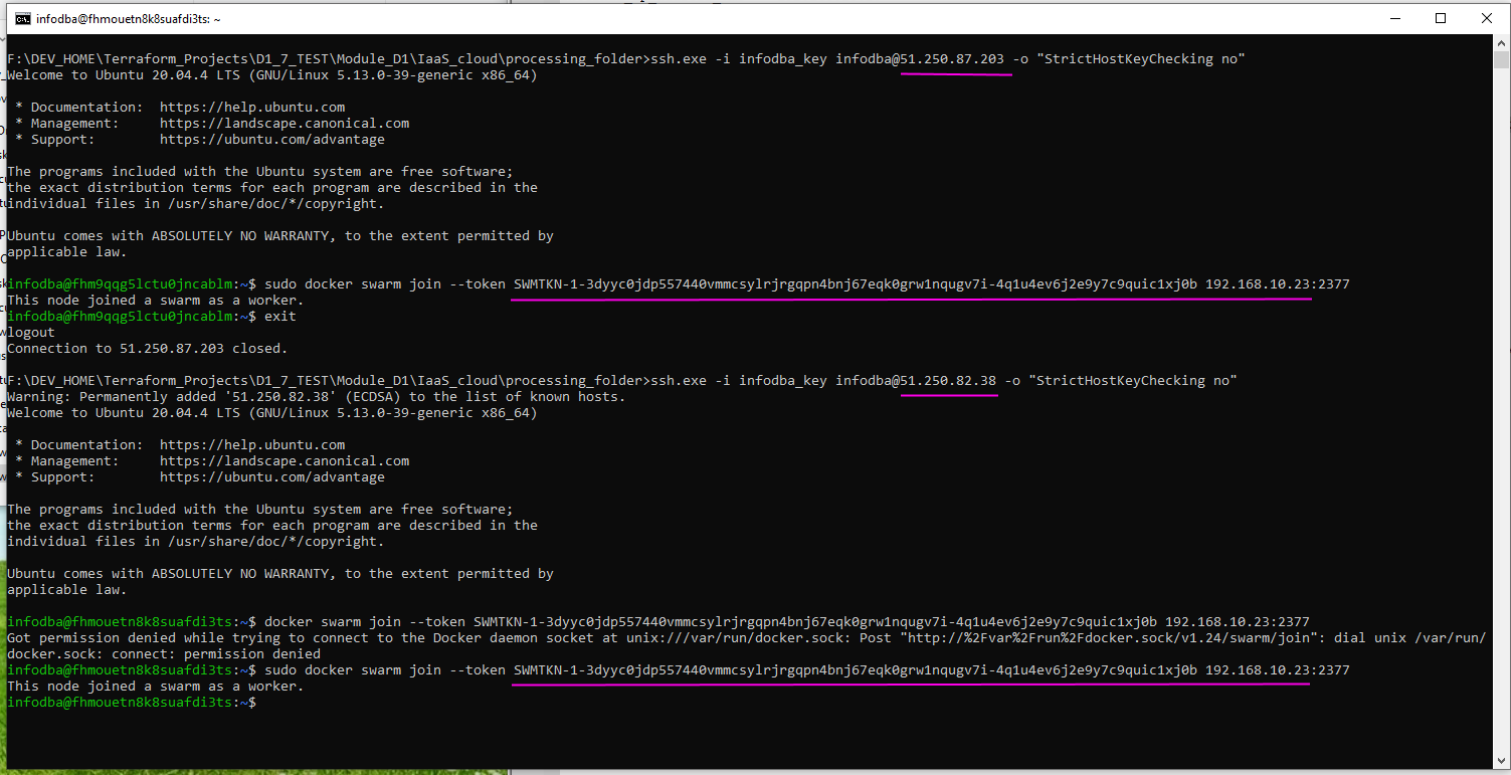 infodba@fhmouetn8k8suafdi3ts: ~
F:\DEV_HOME\Terraform_Projects\D1_7_TEST\Module_D1\IaaS_cloud\processing_folder>ssh.exe -i infodba_key infodba@51.250.87.203 -o "StrictHostKeyChecking no"
Welcome to Ubuntu 20.04.4 LTS (GNU/Linux 5.13.0-39-generic x86_64)
* Documentation:  https://help.ubuntu.com
* Management:     https://landscape.canonical.com
* Support:        https://ubuntu.com/advantage
The programs included with the Ubuntu system are free software;
the exact distribution terms for each program are described in the
individual files in /usr/share/doc/*/copyright.
Ubuntu comes with ABSOLUTELY NO WARRANTY, to the extent permitted by
applicable law.
infodba@fhm9qqg5lctu0jncablm:~$ sudo docker swarm join --token SWMTKN-1-3dyyc0jdp557440vmmcsylrjrgqpn4bnj67eqk0grw1nqugv7i-4q1u4ev6j2e9y7c9quic1xj0b 192.168.10.23:2377
This node joined a swarm as a worker.
infodba@fhm9qqg5lctu0jncablm:~$ exit
logout
Connection to 51.250.87.203 closed.
F:\DEV_HOME\Terraform_Projects\D1_7_TEST\Module_D1\IaaS_cloud\processing_folder>ssh.exe -i infodba_key infodba@51.250.82.38 -o "StrictHostKeyChecking no"
Warning: Permanently added '51.250.82.38' (ECDSA) to the list of known hosts.
Welcome to Ubuntu 20.04.4 LTS (GNU/Linux 5.13.0-39-generic x86_64)
* Documentation:  https://help.ubuntu.com
* Management:     https://landscape.canonical.com
* Support:        https://ubuntu.com/advantage
The programs included with the Ubuntu system are free software;
the exact distribution terms for each program are described in the
individual files in /usr/share/doc/*/copyright.
Ubuntu comes with ABSOLUTELY NO WARRANTY, to the extent permitted by
applicable law.
infodba@fhmouetn8k8suafdi3ts:~$ docker swarm join --token SWMTKN-1-3dyyc0jdp557440vmmcsylrjrgqpn4bnj67eqk0grw1nqugv7i-4q1u4ev6j2e9y7c9quic1xj0b 192.168.10.23:2377
Got permission denied while trying to connect to the Docker daemon socket at unix:///var/run/docker.sock: Post "http://%2Fvar%2Frun%2Fdocker.sock/v1.24/swarm/join": dial unix /var/run/
docker.sock: connect: permission denied
infodba@fhmouetn8k8suafdi3ts:~$ sudo docker swarm join --token SWMTKN-1-3dyyc0jdp557440vmmcsylrjrgqpn4bnj67eqk0grw1nqugv7i-4q1u4ev6j2e9y7c9quic1xj0b 192.168.10.23:2377
This node joined a swarm as a worker.
infodba@fhmouetn8k8suafdi3ts:~$